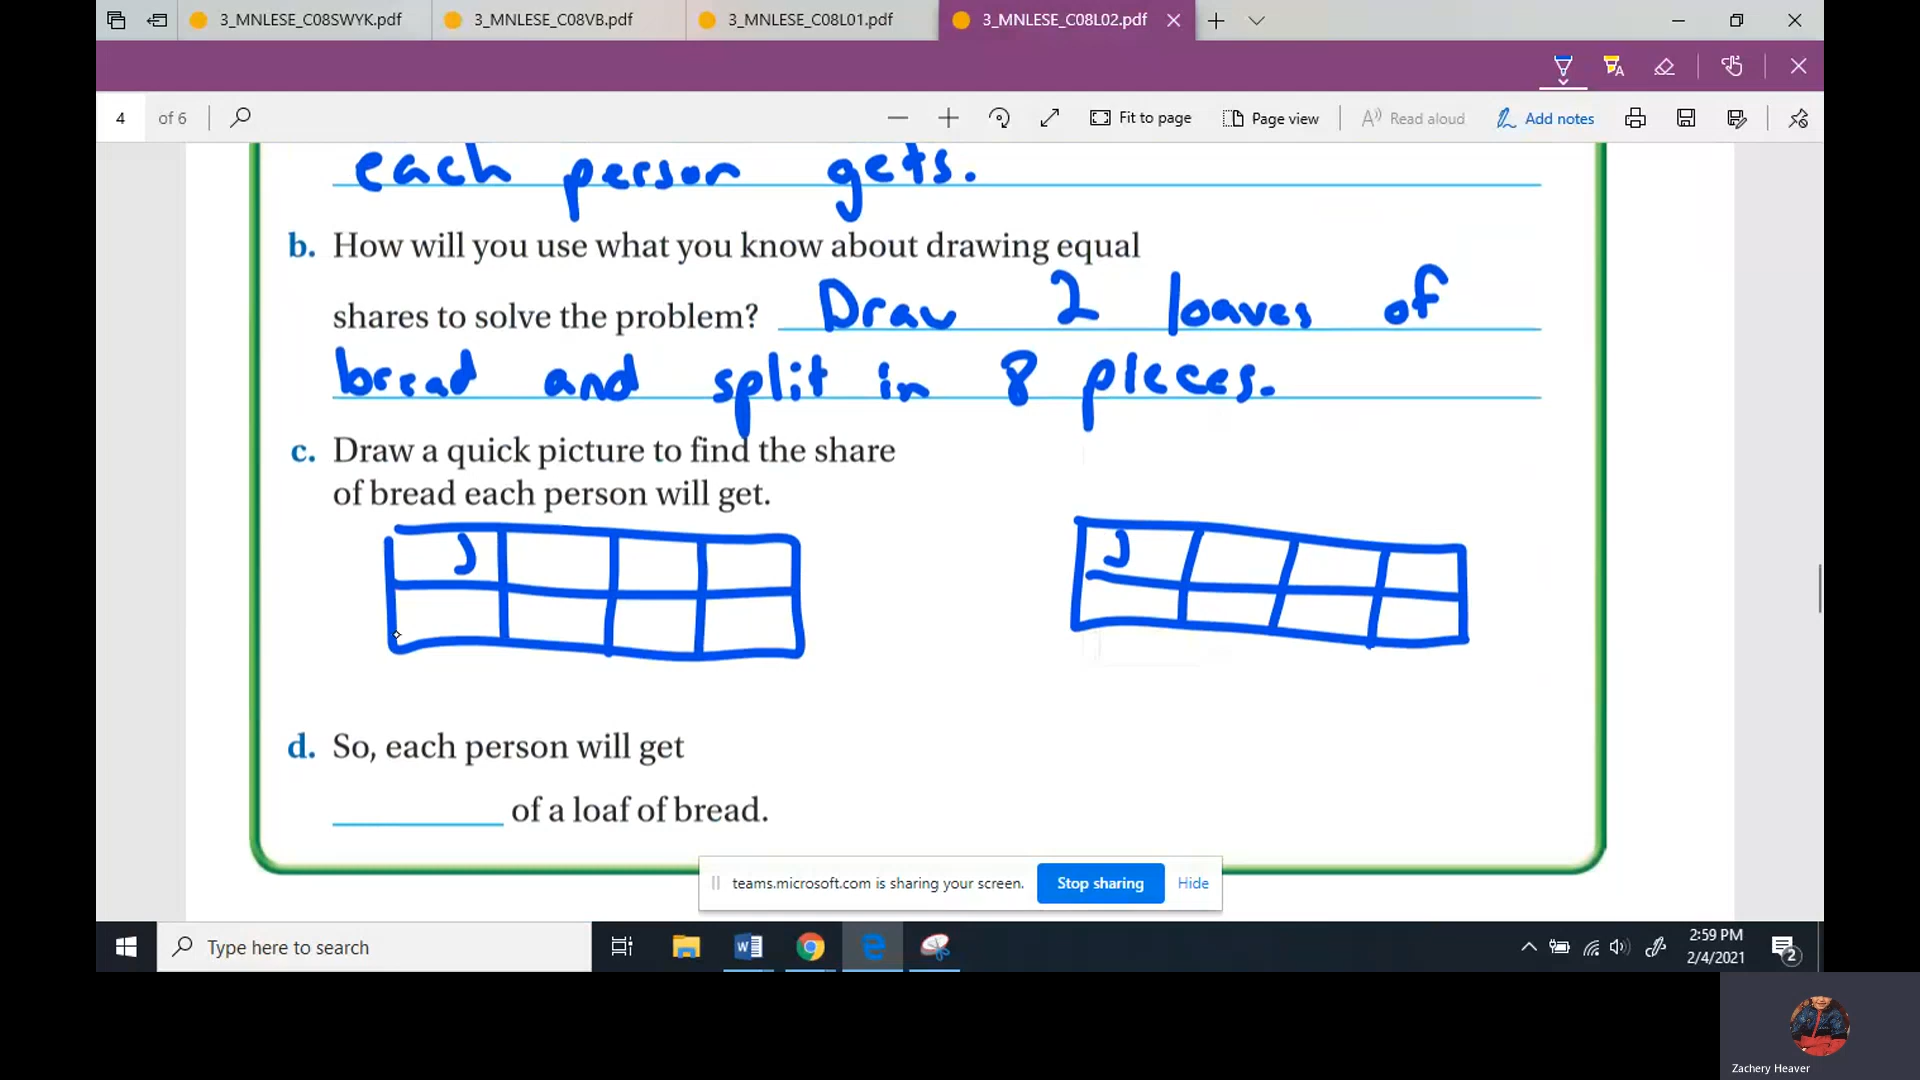 3_MNLESE_C08SWYK.pdf 3_MNLESE_C08VB.pdf 3_MNLESE_C08L01.pdf 3_MNLESE_C08L02.pdf
4 of 6 Fit to page Page view Read aloud Add notes
each person gets.
b. How will you use what you know about drawing equal
shares to solve the problem? Draw 2 loaves of
bread and split in 8 pieces.
c. Draw a quick picture to find the share
of bread each person will get.
J J
d. So, each person will get
of a loaf of bread.
teams.microsoft.com is sharing your screen. Stop sharing Hide
Type here to search
2:59 PM
2/4/2021
2
Zachery Heaver